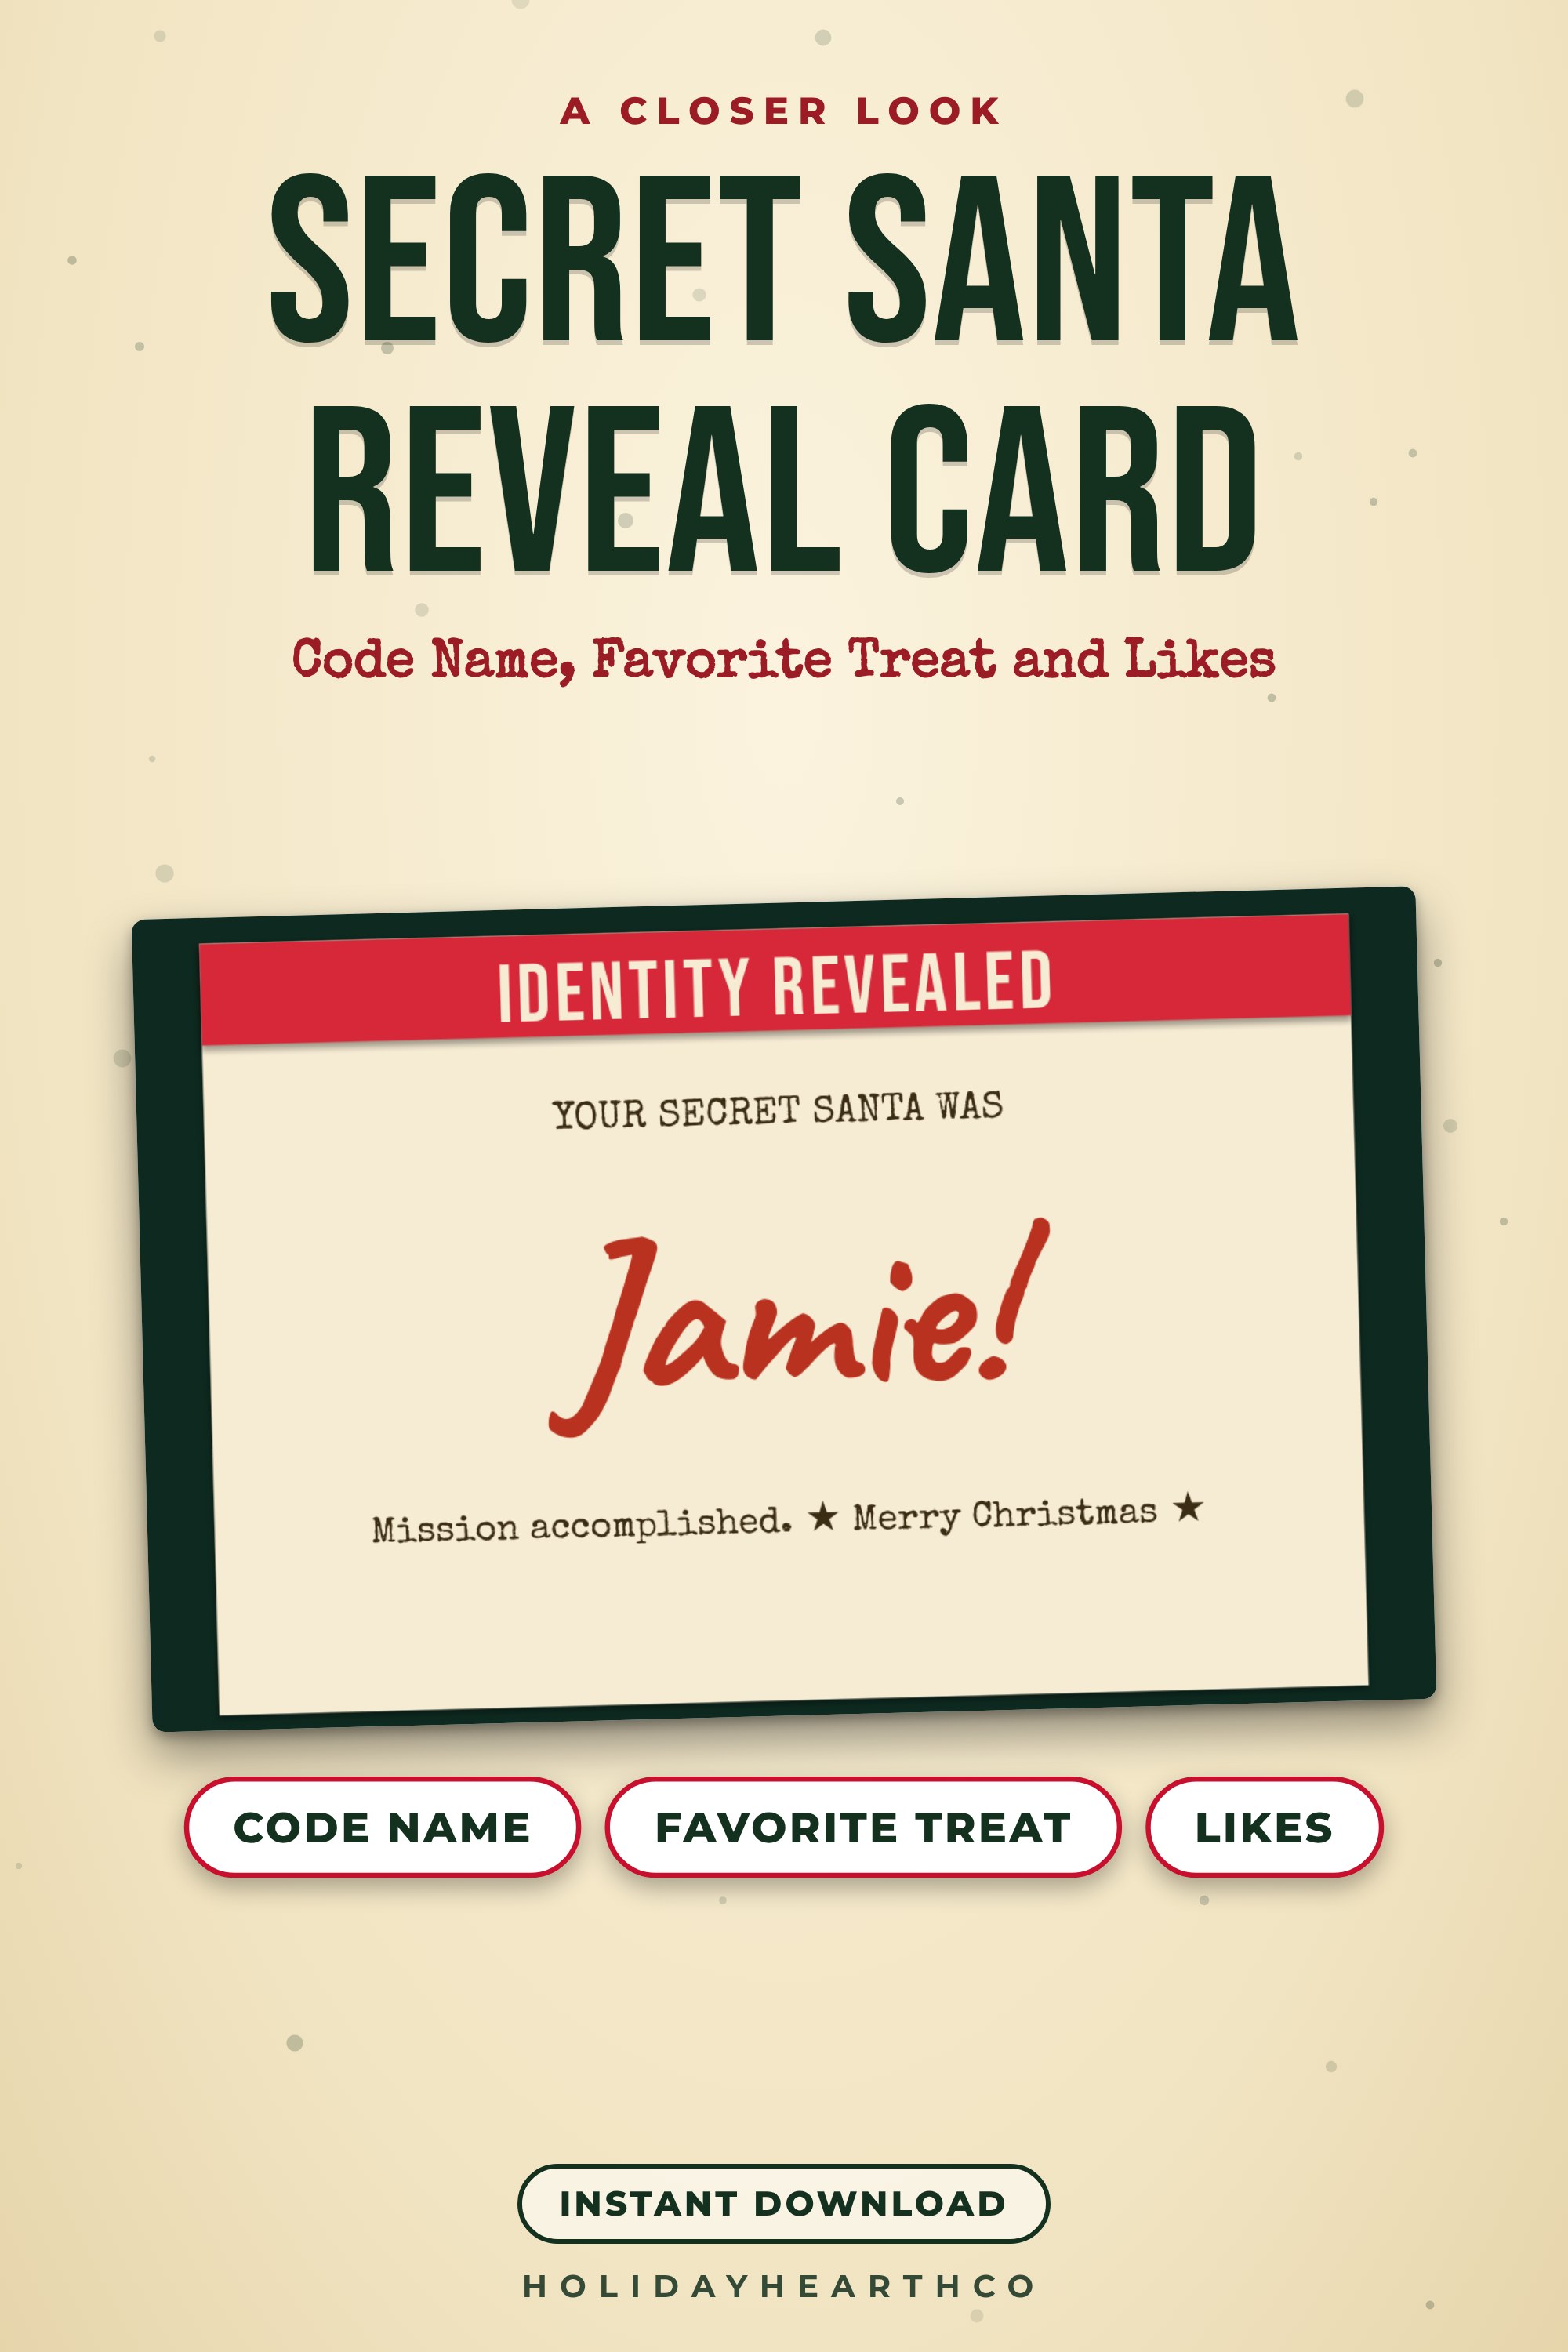 A CLOSER LOOK
SECRET SANTA
REVEAL CARD
Code Name, Favorite Treat and Likes
IDENTITY REVEALED
YOUR SECRET SANTA WAS
Jamie!
Mission accomplished. ★ Merry Christmas ★
CODE NAME FAVORITE TREAT LIKES
INSTANT DOWNLOAD
HOLIDAYHEARTHCO